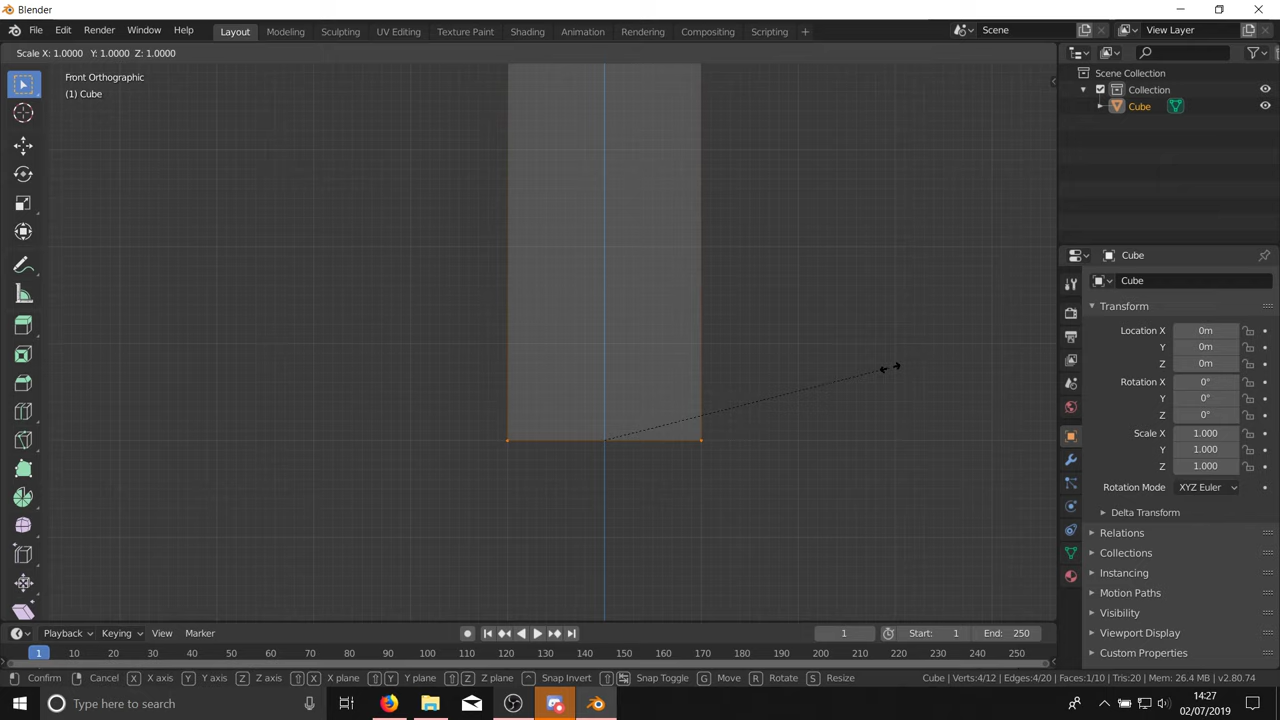 Blender
File Edit Render Window Help Layout Modeling Sculpting UV Editing Texture Paint Shading Animation Rendering Compositing Scripting + Scene View Layer
Scale X: 1.0000 Y: 1.0000 Z: 1.0000
Front Orthographic
(1) Cube
Scene Collection
Collection
Cube
Cube
Cube
Transform
Location X 0m
Y 0m
Z 0m
Rotation X 0°
Y 0°
Z 0°
Scale X 1.000
Y 1.000
Z 1.000
Rotation Mode XYZ Euler
Delta Transform
Relations
Collections
Instancing
Motion Paths
Visibility
Viewport Display
Custom Properties
Playback Keying View Marker 1 Start: 1 End: 250
1 10 20 30 40 50 60 70 80 90 100 110 120 130 140 150 160 170 180 190 200 210 220 230 240 250
Confirm Cancel X X axis Y Y axis Z Z axis X X plane Y Y plane Z Z plane Snap Invert Snap Toggle G Move R Rotate S Resize Cube | Verts:4/12 | Edges:4/20 | Faces:1/10 | Tris:20 | Mem: 26.4 MB | v2.80.74
Type here to search
14:27
02/07/2019